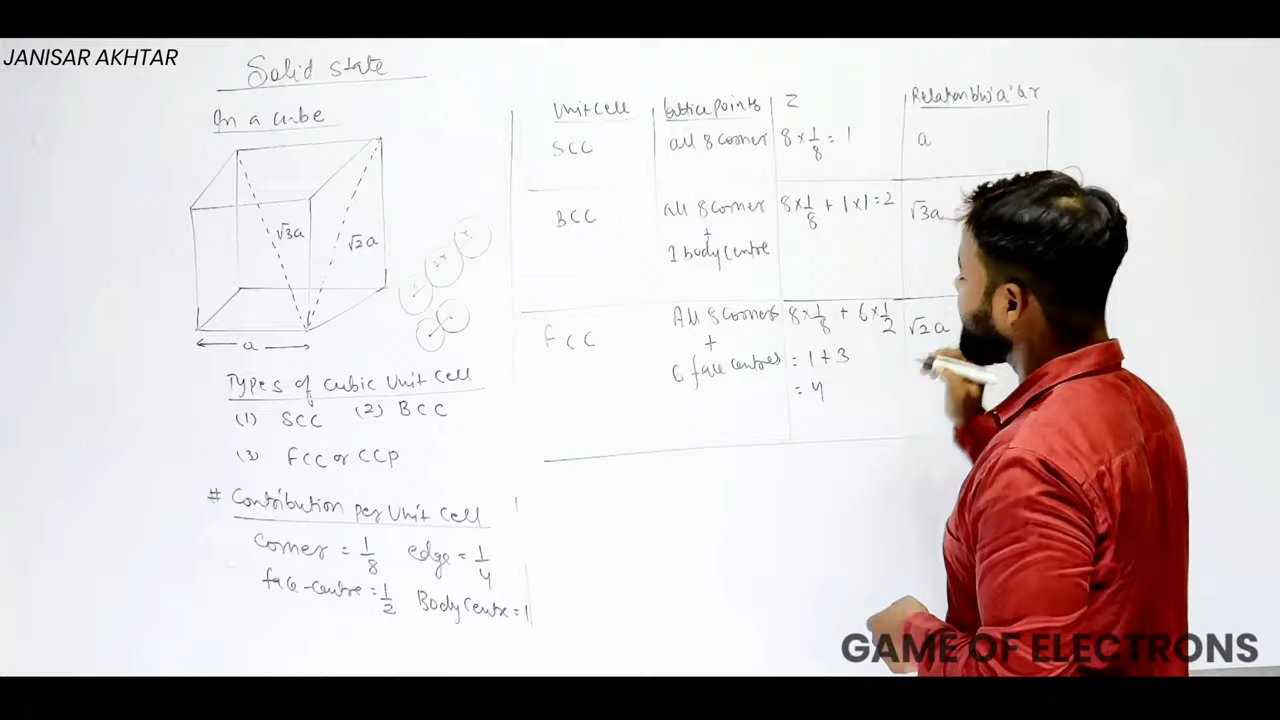 JANISAR AKHTAR
Solid state
In a cube
√3a
√2a
a
Types of Cubic Unit Cell
(1) SCC (2) BCC
(3) FCC or CCP
# Contribution per Unit Cell
Corner = 1/8 edge = 1/4
face-centre = 1/2 Body Centre = 1
Unit cell lattice points Z
SCC all 8 corner 8 × 1/8 = 1 a
BCC all 8 corner 8 × 1/8 + 1 × 1 = 2 √3a
+
1 body centre
FCC All 8 corners 8 × 1/8 + 6 × 1/2 √2a
+
6 face centres = 1 + 3
= 4
GAME OF ELECTRONS